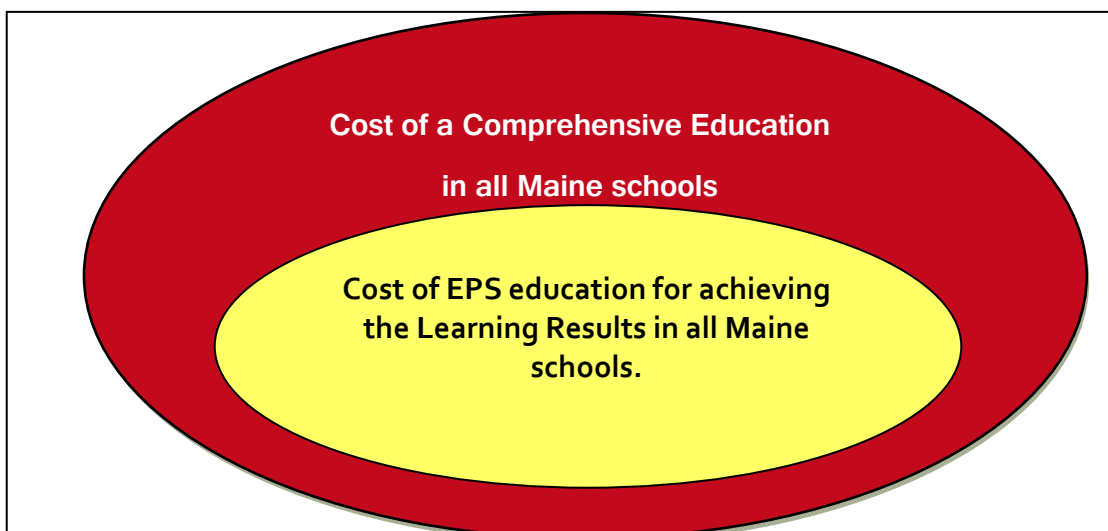 Cost of a Comprehensive Education
in all Maine schools
Cost of EPS education for achieving
the Learning Results in all Maine
schools.